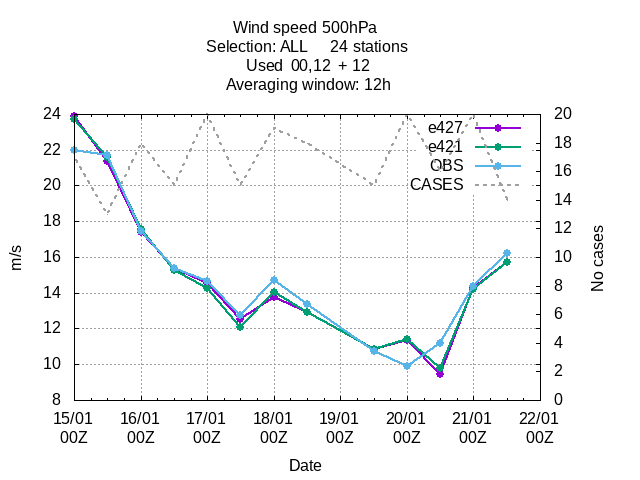 Wind speed 500hPa
Selection: ALL     24 stations
Used  00,12  + 12
Averaging window: 12h
24
22
20
18
16
14
12
10
8
m/s
20
18
16
14
12
10
8
6
4
2
0
No cases
e427
e421
OBS
CASES
15/01 16/01 17/01 18/01 19/01 20/01 21/01 22/01
00Z 00Z 00Z 00Z 00Z 00Z 00Z 00Z
Date